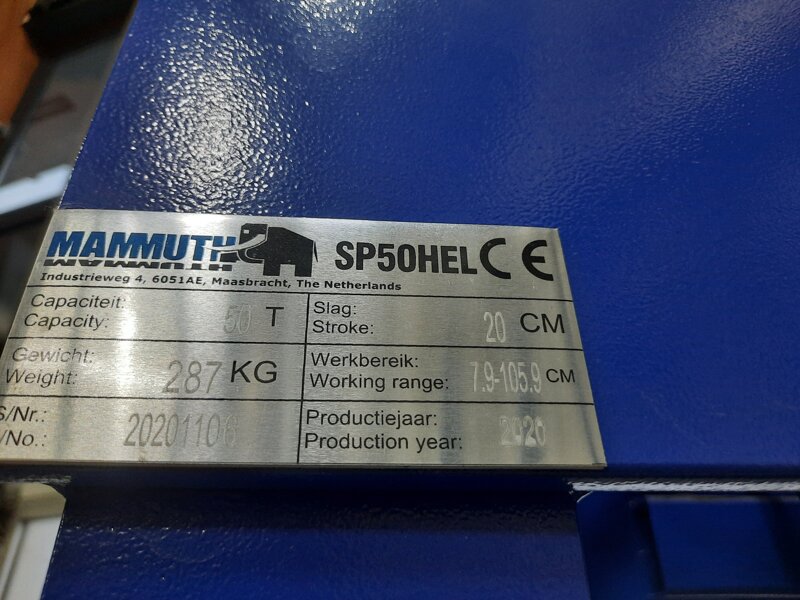 MAMMUTH SP50HEL CE
Industrieweg 4, 6051AE, Maasbracht, The Netherlands
Capaciteit:
Capacity: 50 T
Slag:
Stroke: 20 CM
Gewicht:
Weight: 287 KG
Werkbereik:
Working range: 7.9-105.9 CM
S/Nr.:
/No.: 20201106
Productiejaar:
Production year: 2020